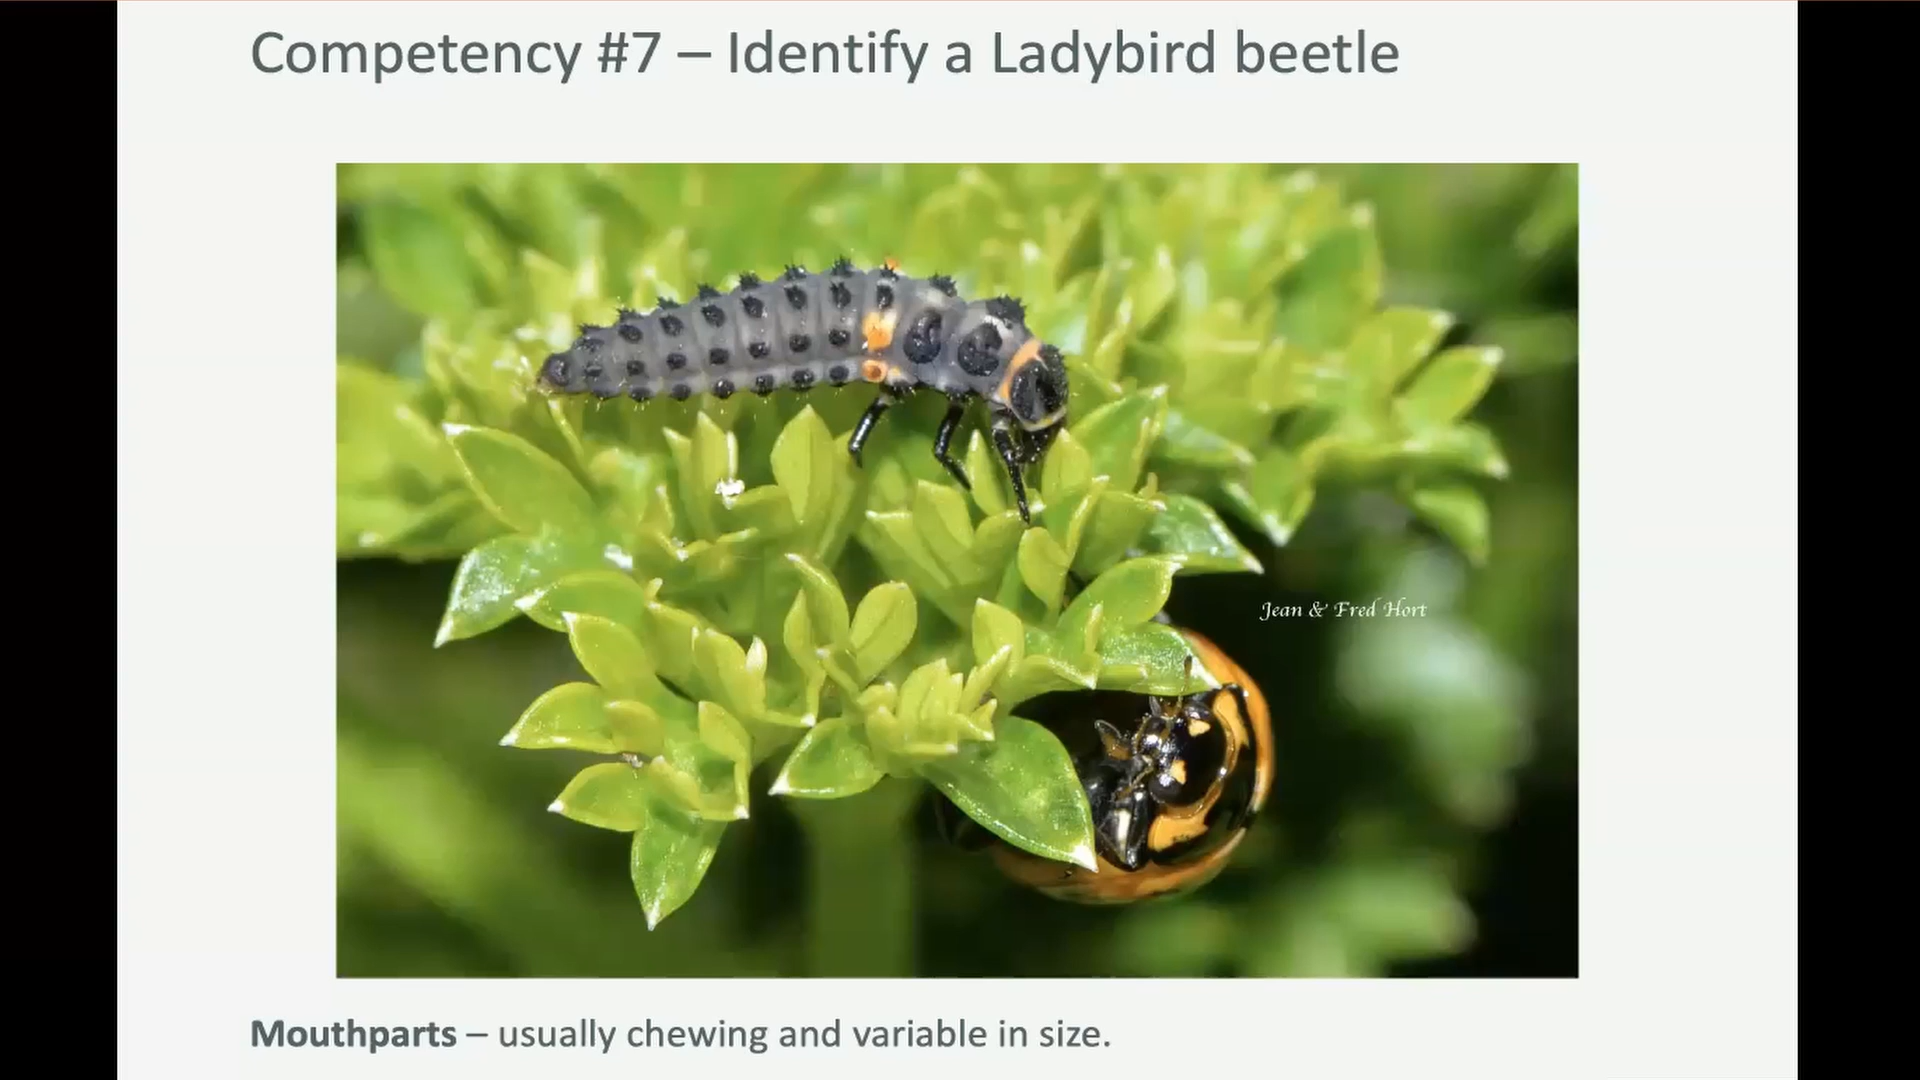 Competency #7 – Identify a Ladybird beetle
Jean & Fred Hort
Mouthparts – usually chewing and variable in size.